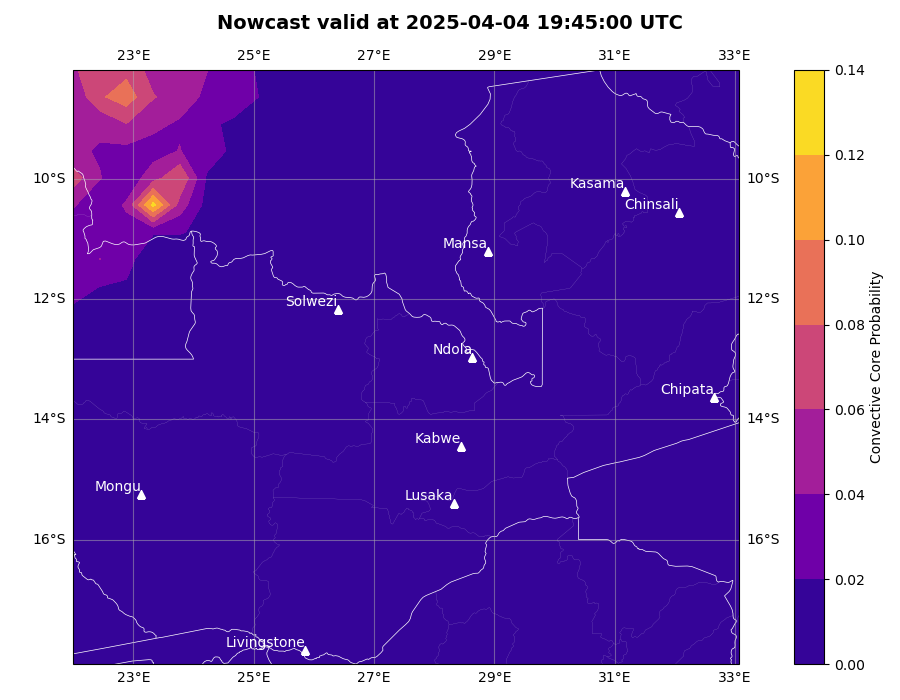 Nowcast valid at 2025-04-04 19:45:00 UTC
23°E 25°E 27°E 29°E 31°E 33°E
0.14
0.12
10°S Kasama 10°S
Chinsali
0.10
Mansa
12°S Solwezi 12°S
0.08
Ndola
Convective Core Probability
Chipata
0.06
14°S 14°S
Kabwe
Mongu
Lusaka
0.04
16°S 16°S
0.02
Livingstone
0.00
23°E 25°E 27°E 29°E 31°E 33°E